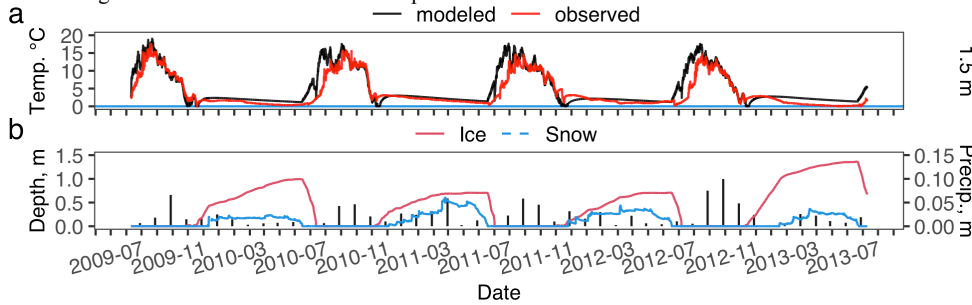 a
modeled observed
Temp. °C
20
15
10
5
0
1.5 m
b
Ice Snow
Depth, m
1.5
1.0
0.5
0.0
Precip., m
0.15
0.10
0.05
0.00
2009-07 2009-11 2010-03 2010-07 2010-11 2011-03 2011-07 2011-11 2012-03 2012-07 2012-11 2013-03 2013-07
Date